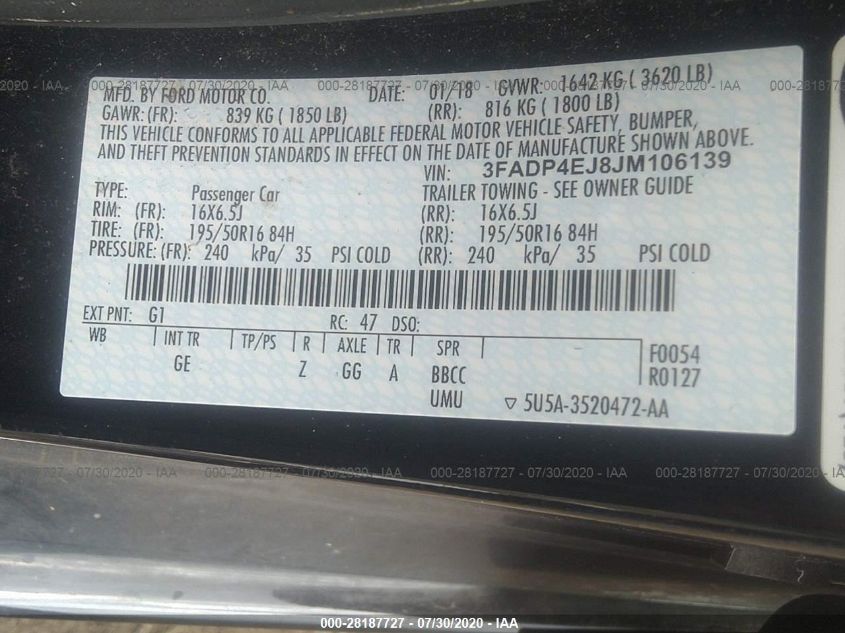 000-28187727 - 07/30/2020 - IAA 000-28187727 - 07/30/2020 - IAA
MFD. BY FORD MOTOR CO. DATE: 01/18 GVWR: 1642 KG ( 3620 LB)
GAWR: (FR): 839 KG ( 1850 LB) (RR): 816 KG ( 1800 LB)
THIS VEHICLE CONFORMS TO ALL APPLICABLE FEDERAL MOTOR VEHICLE SAFETY, BUMPER,
AND THEFT PREVENTION STANDARDS IN EFFECT ON THE DATE OF MANUFACTURE SHOWN ABOVE.
VIN: 3FADP4EJ8JM106139
TYPE: Passenger Car TRAILER TOWING - SEE OWNER GUIDE
RIM: (FR): 16X6.5J (RR): 16X6.5J
TIRE: (FR): 195/50R16 84H (RR): 195/50R16 84H
PRESSURE: (FR): 240 kPa/ 35 PSI COLD (RR): 240 kPa/ 35 PSI COLD
EXT PNT: G1 RC: 47 DSO:
WB INT TR TP/PS R AXLE TR SPR F0054
GE Z GG A BBCC R0127
UMU ▽ 5U5A-3520472-AA
000-28187727 - 07/30/2020 - IAA 000-28187727 - 07/30/2020 - IAA
000-28187727 - 07/30/2020 - IAA